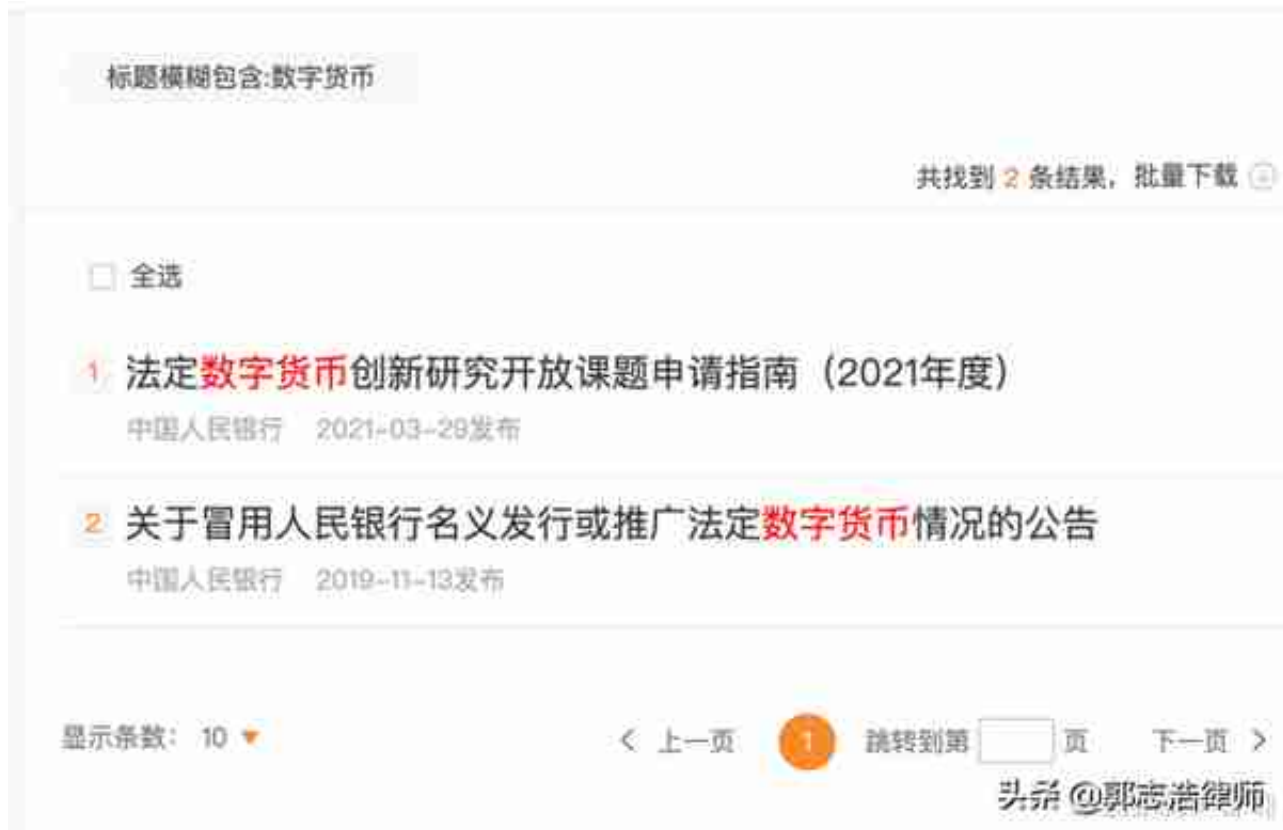 标题模糊包含:数字货币
共找到 2 条结果，批量下载
全选
1 法定数字货币创新研究开放课题申请指南（2021年度）
中国人民银行 2021-03-29发布
2 关于冒用人民银行名义发行或推广法定数字货币情况的公告
中国人民银行 2019-11-13发布
显示条数： 10 上一页 1 跳转到第 页 下一页
头条 @郭志浩律师